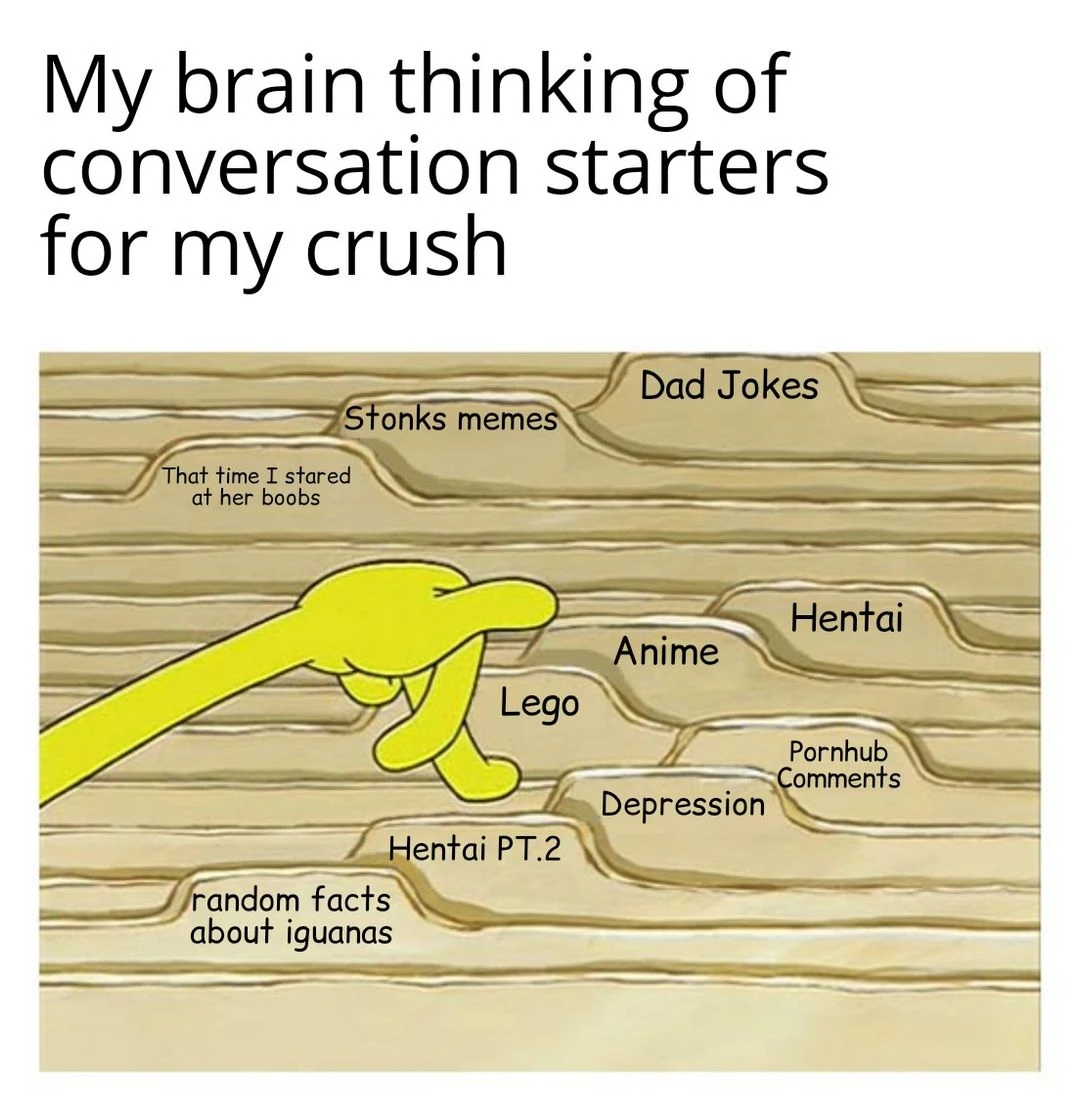 My brain thinking of
conversation starters
for my crush
Dad Jokes
Stonks memes
That time I stared
at her boobs
Hentai
Anime
Lego
Pornhub
Comments
Depression
Hentai PT.2
random facts
about iguanas